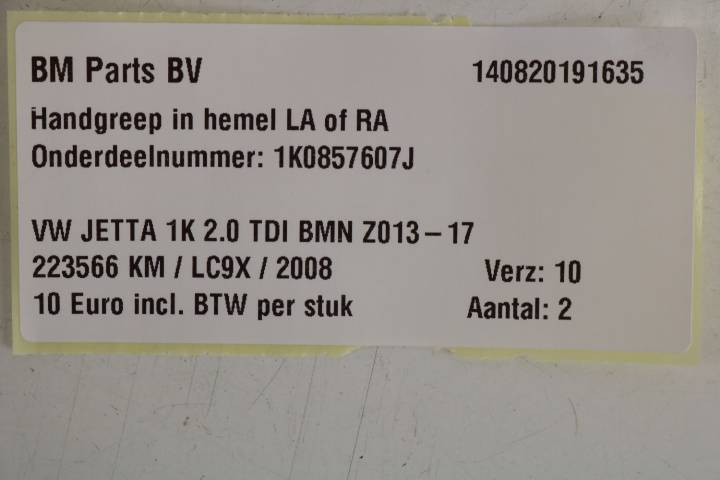 BM Parts BV 140820191635
Handgreep in hemel LA of RA
Onderdeelnummer: 1K0857607J
VW JETTA 1K 2.0 TDI BMN Z013-17
223566 KM / LC9X / 2008 Verz: 10
10 Euro incl. BTW per stuk Aantal: 2